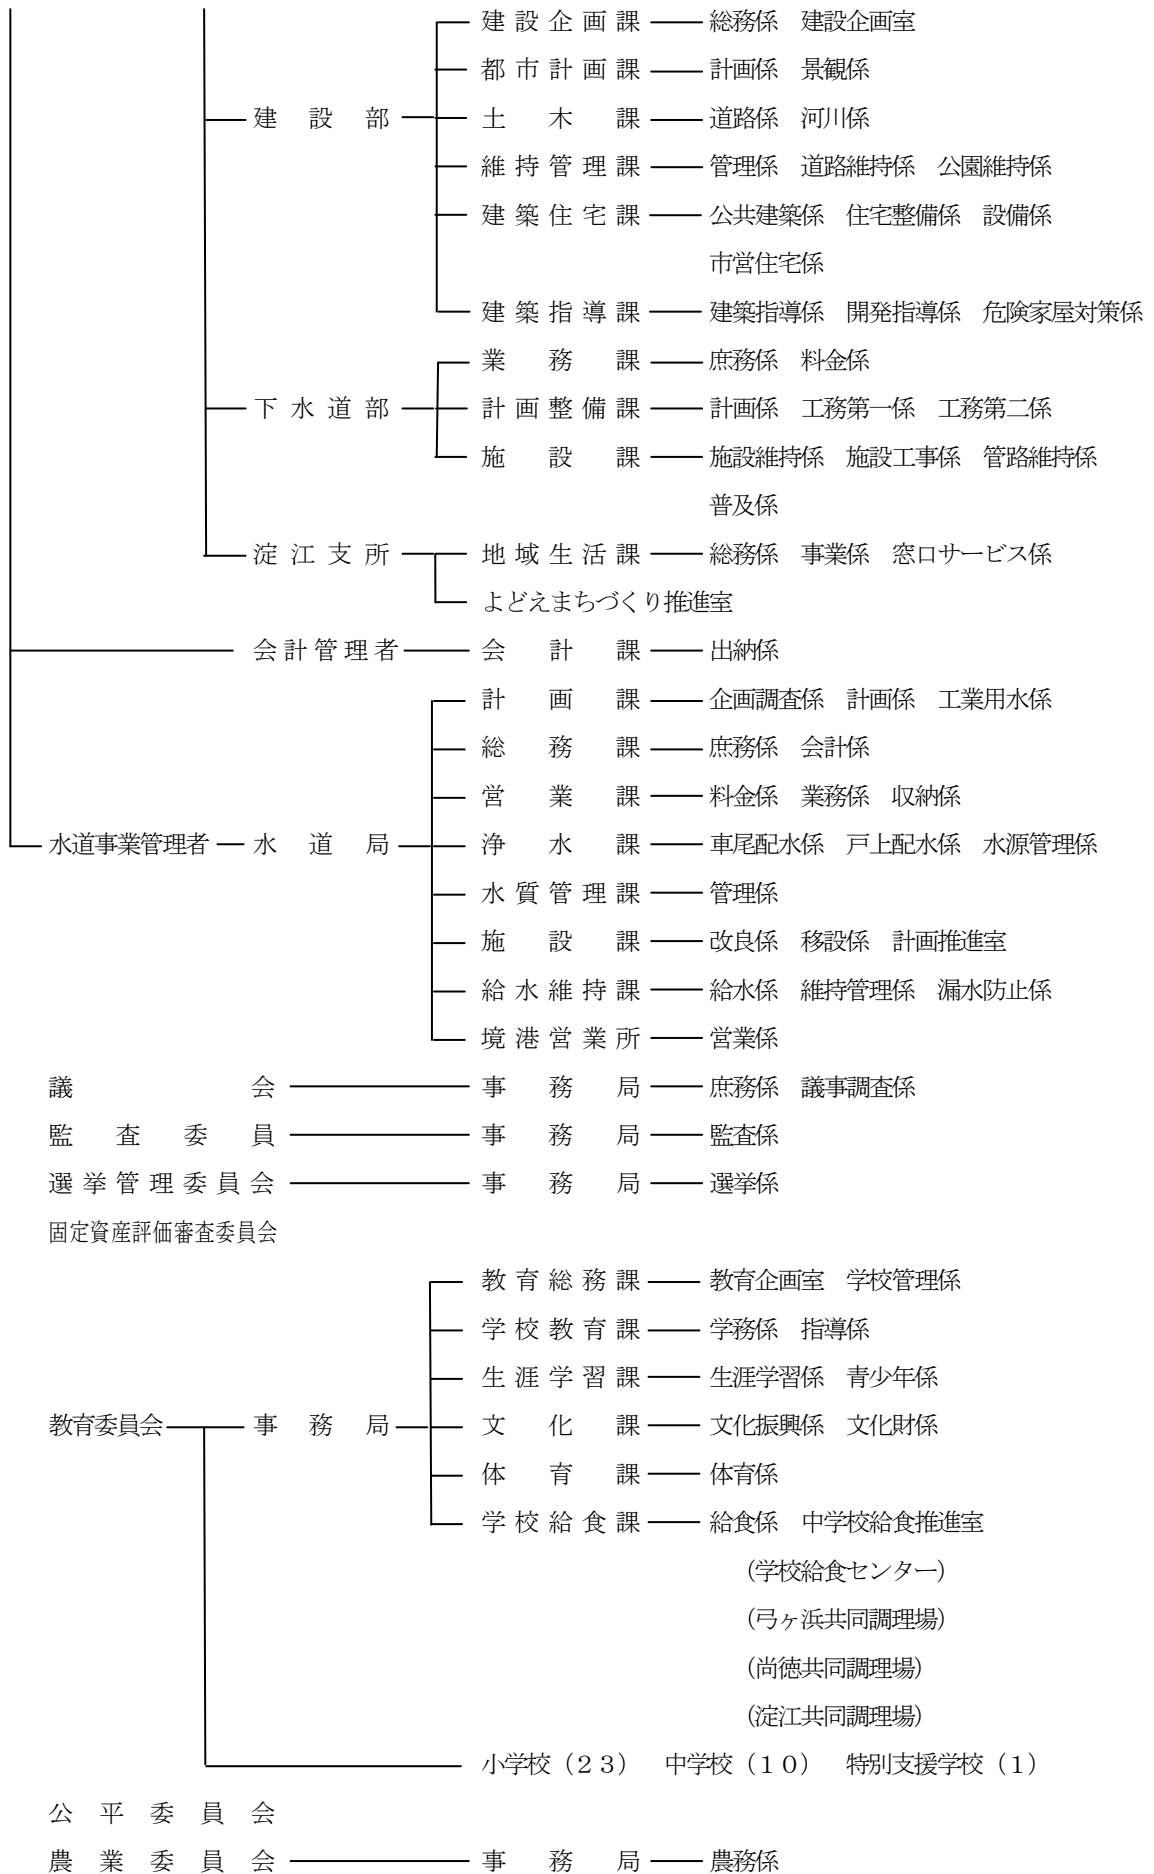 建設企画課 総務係 建設企画室
都市計画課 計画係 景観係
建設部 土木課 道路係 河川係
維持管理課 管理係 道路維持係 公園維持係
建築住宅課 公共建築係 住宅整備係 設備係
市営住宅係
建築指導課 建築指導係 開発指導係 危険家屋対策係
業務課 庶務係 料金係
下水道部 計画整備課 計画係 工務第一係 工務第二係
施設課 施設維持係 施設工事係 管路維持係
普及係
淀江支所 地域生活課 総務係 事業係 窓口サービス係
よどえまちづくり推進室
会計管理者 会計課 出納係
計画課 企画調査係 計画係 工業用水係
総務課 庶務係 会計係
営業課 料金係 業務係 収納係
水道事業管理者 水道局 浄水課 車尾配水係 戸上配水係 水源管理係
水質管理課 管理係
施設課 改良係 移設係 計画推進室
給水維持課 給水係 維持管理係 漏水防止係
境港営業所 営業係
議会 事務局 庶務係 議事調査係
監査委員 事務局 監査係
選挙管理委員会 事務局 選挙係
固定資産評価審査委員会
教育総務課 教育企画室 学校管理係
学校教育課 学務係 指導係
生涯学習課 生涯学習係 青少年係
教育委員会 事務局 文化課 文化振興係 文化財係
体育課 体育係
学校給食課 給食係 中学校給食推進室
(学校給食センター)
(弓ヶ浜共同調理場)
(尚徳共同調理場)
(淀江共同調理場)
小学校（２３） 中学校（１０） 特別支援学校（１）
公平委員会
農業委員会 事務局 農務係